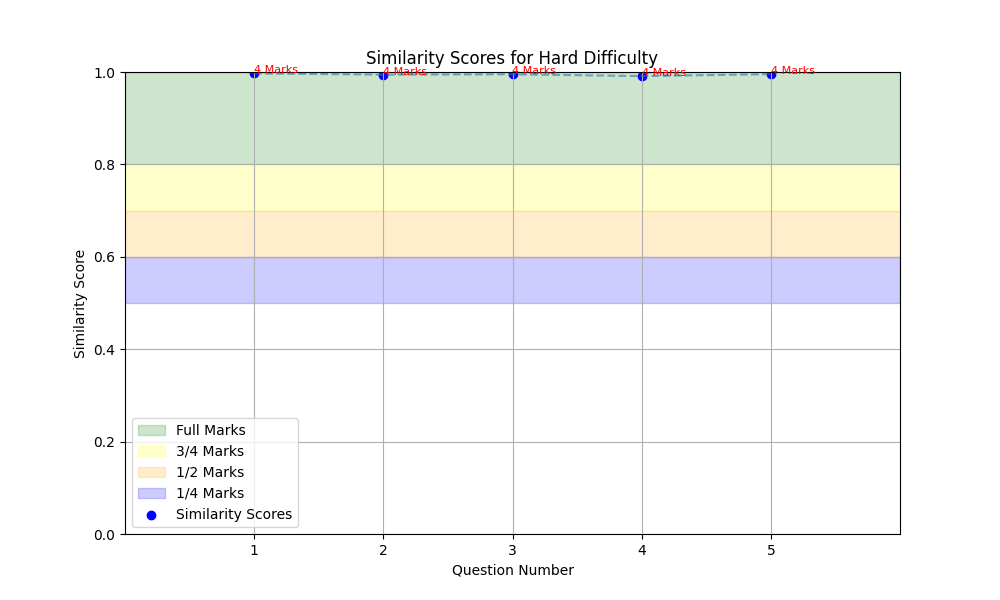 Similarity Scores for Hard Difficulty
4 Marks
4 Marks
4 Marks
4 Marks
4 Marks
1.0
0.8
0.6
0.4
0.2
0.0
Similarity Score
Full Marks
3/4 Marks
1/2 Marks
1/4 Marks
Similarity Scores
1 2 3 4 5
Question Number